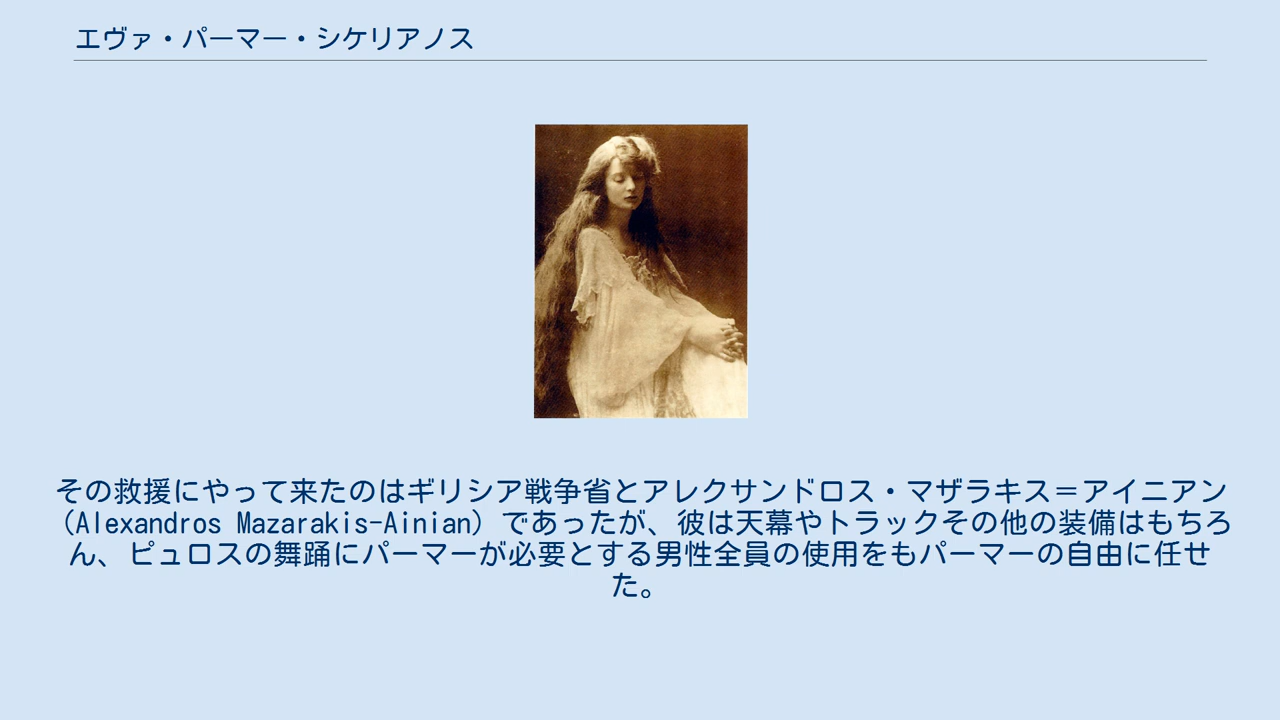 エヴァ・パーマー・シケリアノス
その救援にやって来たのはギリシア戦争省とアレクサンドロス・マザラキス＝アイニアン
（Alexandros Mazarakis-Ainian）であったが、彼は天幕やトラックその他の装備はもちろ
ん、ピュロスの舞踊にパーマーが必要とする男性全員の使用をもパーマーの自由に任せ
た。